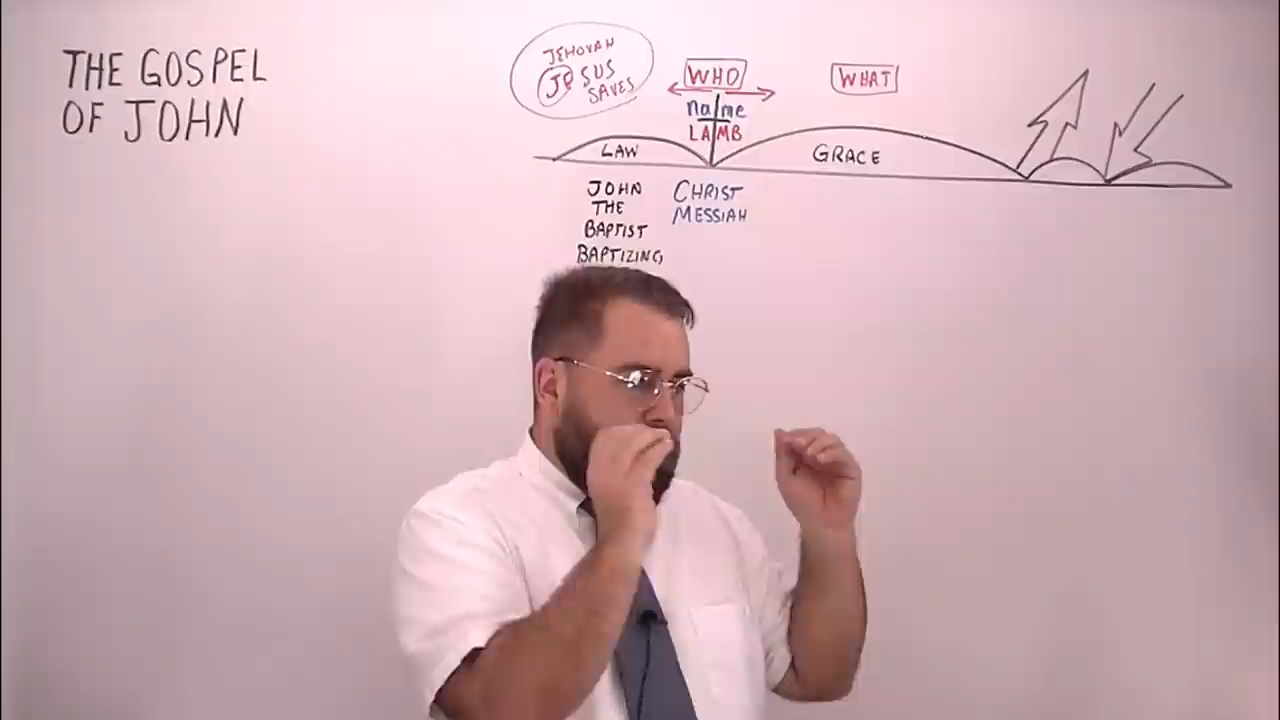 THE GOSPEL
OF JOHN
JEHOVAH
JESUS
SAVES
WHO
WHAT
name
LAMB
LAW
GRACE
JOHN
THE
BAPTIST
BAPTIZING
CHRIST
MESSIAH